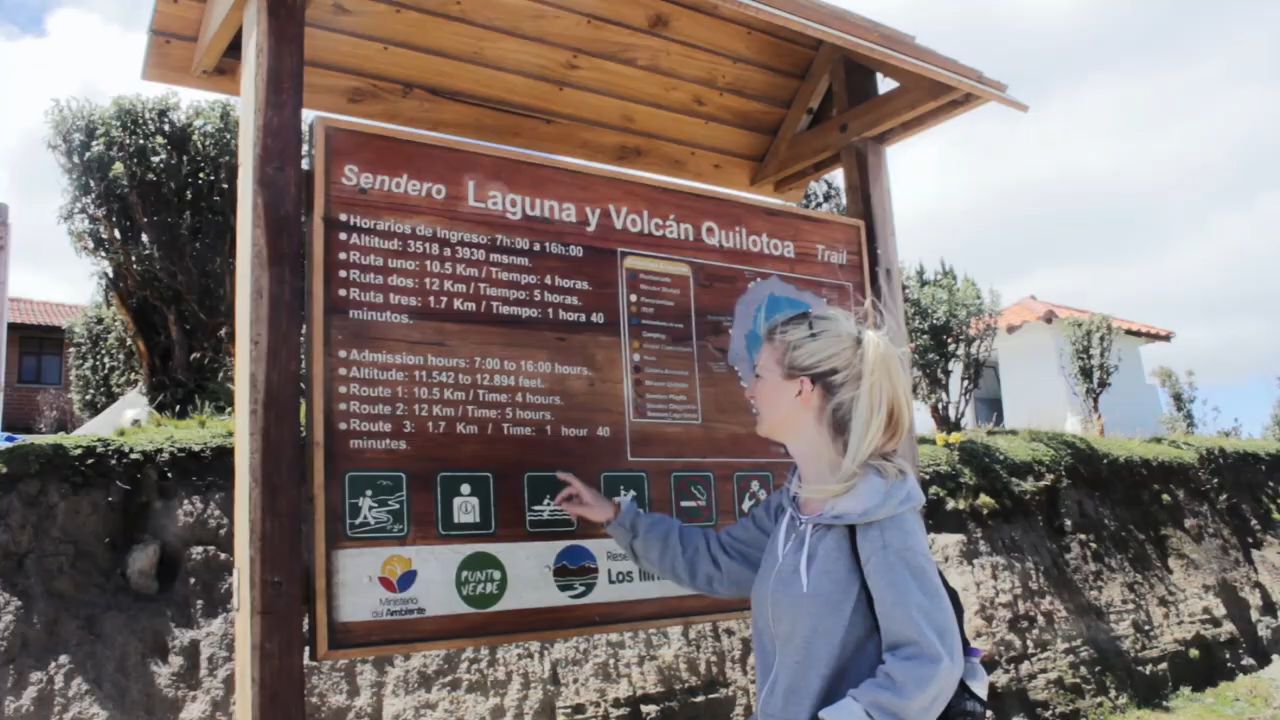 Sendero Laguna y Volcán Quilotoa Trail
Horarios de Ingreso: 7h:00 a 16h:00
Altitud: 3518 a 3930 msnm.
Ruta uno: 10.5 Km / Tiempo: 4 horas.
Ruta dos: 12 Km / Tiempo: 5 horas.
Ruta tres: 1.7 Km / Tiempo: 1 hora 40
minutos.
Admission hours: 7:00 to 16:00 hours.
Altitude: 11.542 to 12.894 feet.
Route 1: 10.5 Km / Time: 4 hours.
Route 2: 12 Km / Time: 5 hours.
Route 3: 1.7 Km / Time: 1 hour 40
minutes.
Ministerio
del Ambiente
PUNTO
VERDE
Los